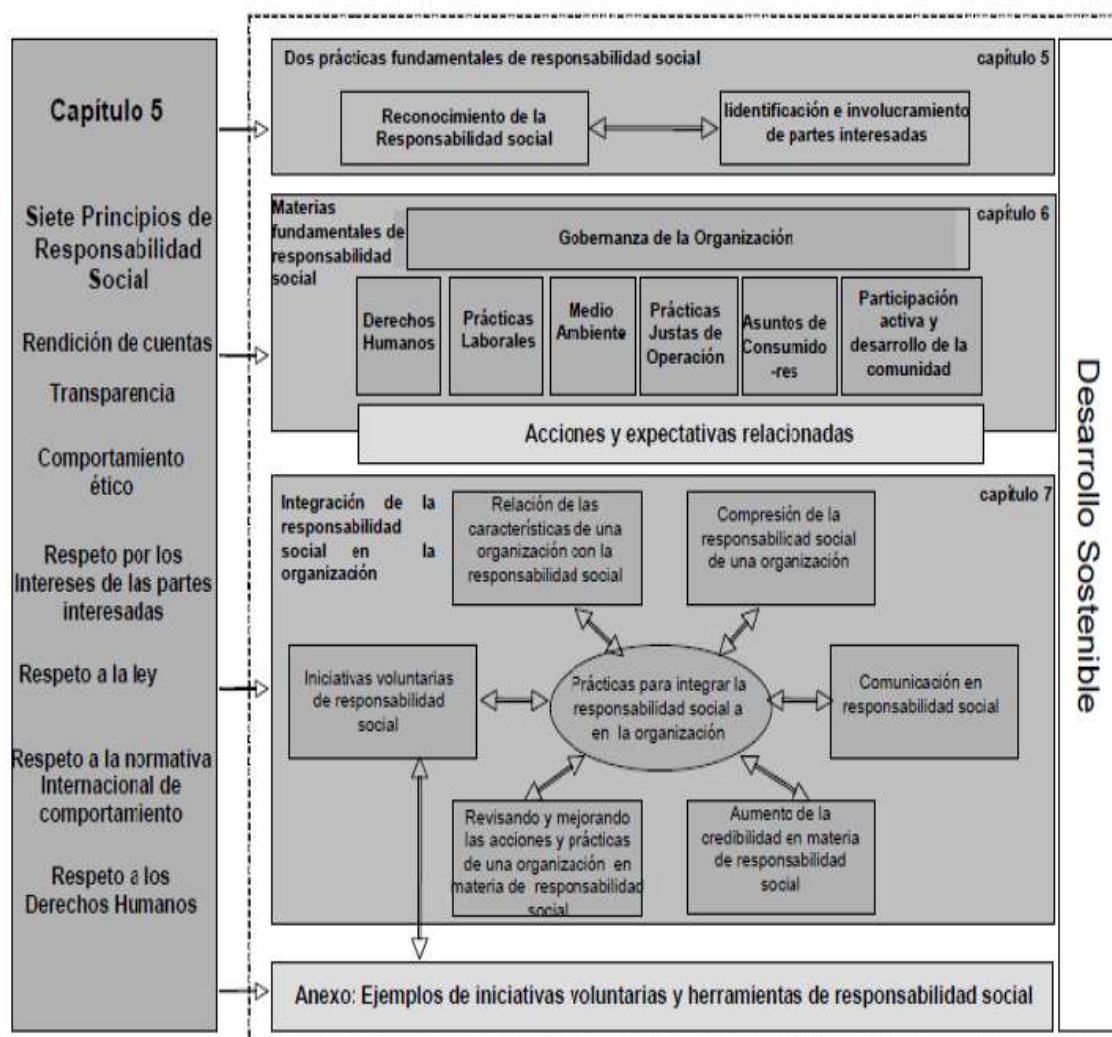 Capítulo 5
Siete Principios de
Responsabilidad
Social
Rendición de cuentas
Transparencia
Comportamiento
ético
Respeto por los
Intereses de las partes
interesadas
Respeto a la ley
Respeto a la normativa
Internacional de
comportamiento
Respeto a los
Derechos Humanos
Dos prácticas fundamentales de responsabilidad social
capítulo 5
Reconocimiento de la
Responsabilidad social
Iidentificación e involucramiento
de partes interesadas
Materias
fundamentales de
responsabilidad
social
capítulo 6
Gobernanza de la Organización
Derechos
Humanos
Prácticas
Laborales
Medio
Ambiente
Prácticas
Justas de
Operación
Asuntos de
Consumido
-res
Participación
activa y
desarrollo de la
comunidad
Acciones y expectativas relacionadas
Integración de la
responsabilidad
social en la
organización
capítulo 7
Relación de las
características de una
organización con la
responsabilidad social
Compresión de la
responsabilicad social
de una organización
Iniciativas voluntarias
de responsabilidad
social
Prácticas para integrar la
responsabilidad social a
en la organización
Comunicación en
responsabilidad social
Revisando y mejorando
las acciones y prácticas
de una organización en
materia de responsabilidad
social
Aumento de la
credibilidad en materia
de responsabilidad
social
Anexo: Ejemplos de iniciativas voluntarias y herramientas de responsabilidad social
Desarrollo Sostenible